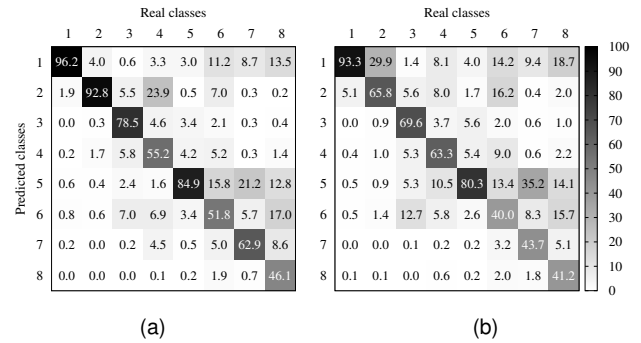 Real classes
1 2 3 4 5 6 7 8
1 96.2 4.0 0.6 3.3 3.0 11.2 8.7 13.5
2 1.9 92.8 5.5 23.9 0.5 7.0 0.3 0.2
3 0.0 0.3 78.5 4.6 3.4 2.1 0.3 0.4
4 0.2 1.7 5.8 55.2 4.2 5.2 0.3 1.4
5 0.6 0.4 2.4 1.6 84.9 15.8 21.2 12.8
6 0.8 0.6 7.0 6.9 3.4 51.8 5.7 17.0
7 0.2 0.0 0.2 4.5 0.5 5.0 62.9 8.6
8 0.0 0.0 0.0 0.1 0.2 1.9 0.7 46.1
Predicted classes
(a)
Real classes
1 2 3 4 5 6 7 8
1 93.3 29.9 1.4 8.1 4.0 14.2 9.4 18.7
2 5.1 65.8 5.6 8.0 1.7 16.2 0.4 2.0
3 0.0 0.9 69.6 3.7 5.6 2.0 0.6 1.0
4 0.4 1.0 5.3 63.3 5.4 9.0 0.6 2.2
5 0.5 0.9 5.3 10.5 80.3 13.4 35.2 14.1
6 0.5 1.4 12.7 5.8 2.6 40.0 8.3 15.7
7 0.0 0.0 0.1 0.2 0.2 3.2 43.7 5.1
8 0.1 0.1 0.0 0.6 0.2 2.0 1.8 41.2
(b)
100
90
80
70
60
50
40
30
20
10
0